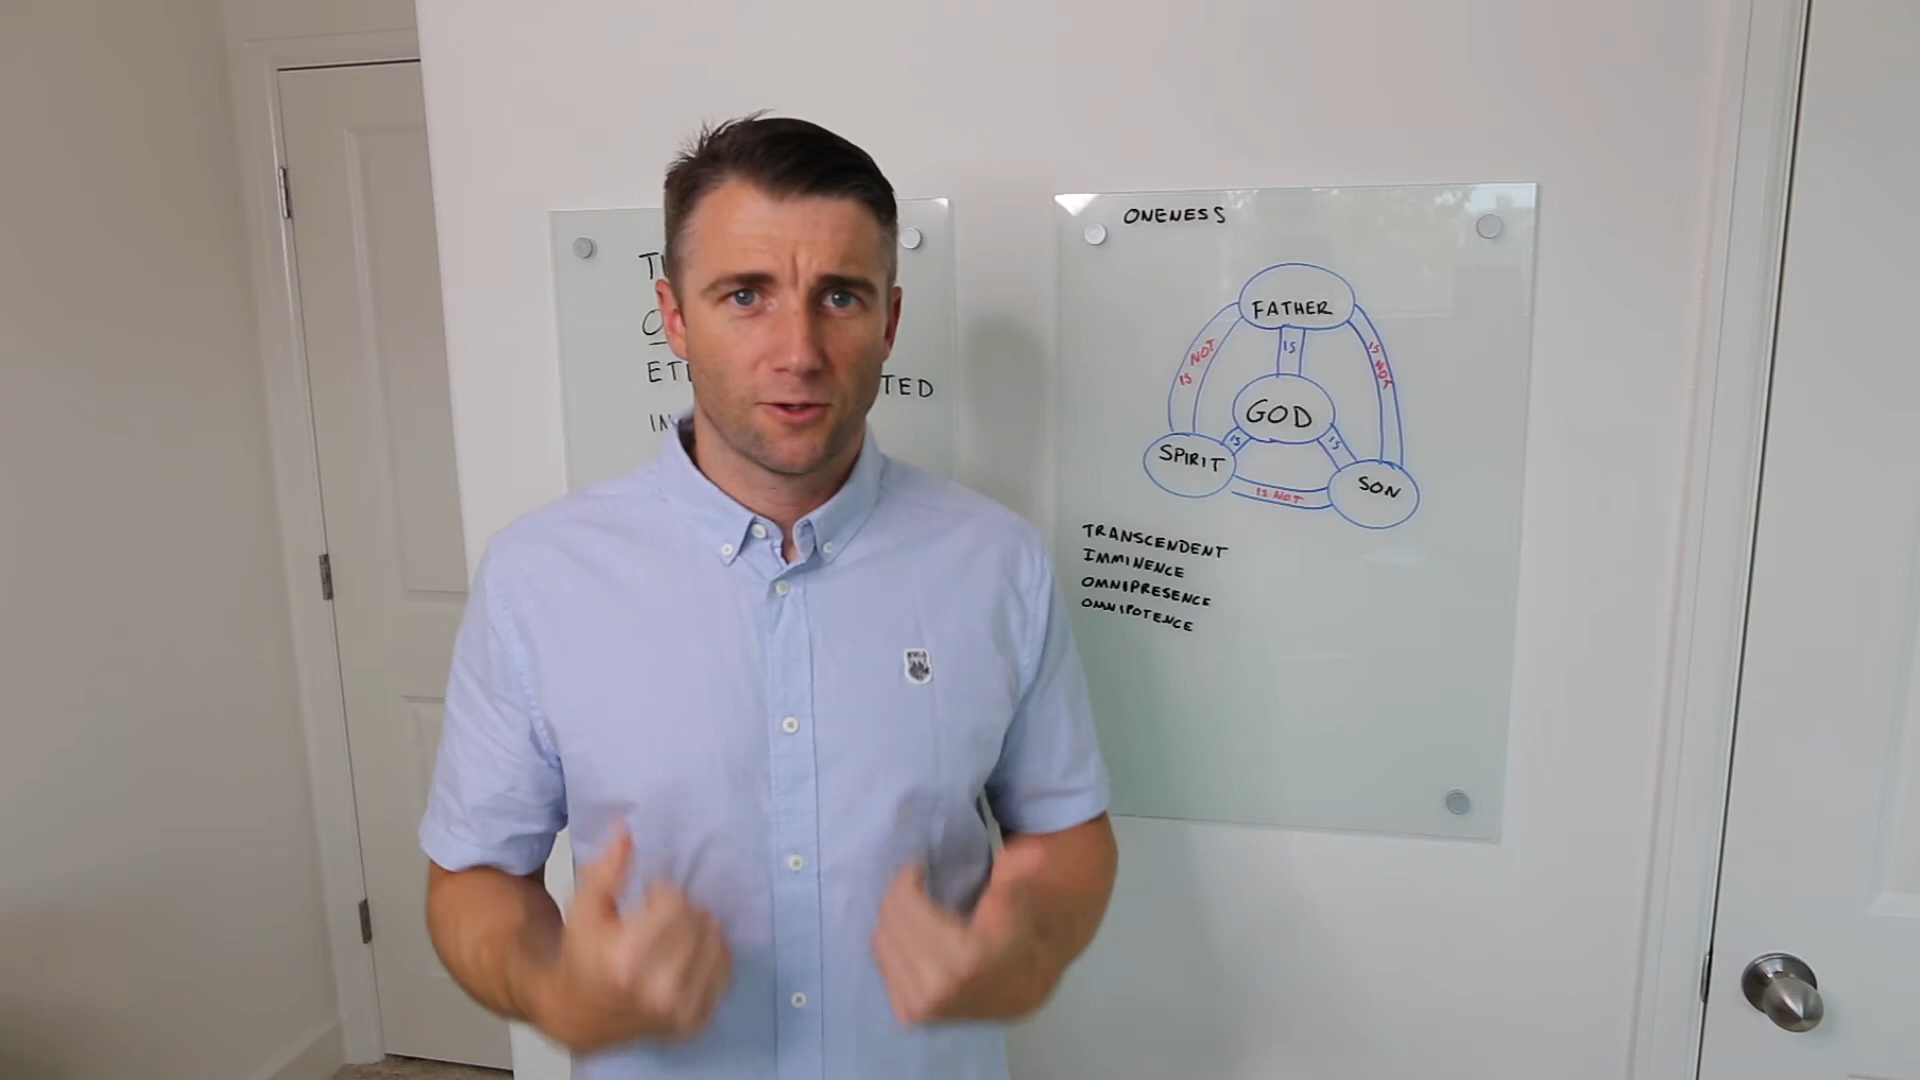 TED
ONENESS
FATHER
IS NOT
IS
IS NOT
GOD
IS
IS
SPIRIT
SON
IS NOT
TRANSCENDENT
IMMINENCE
OMNIPRESENCE
OMNIPOTENCE